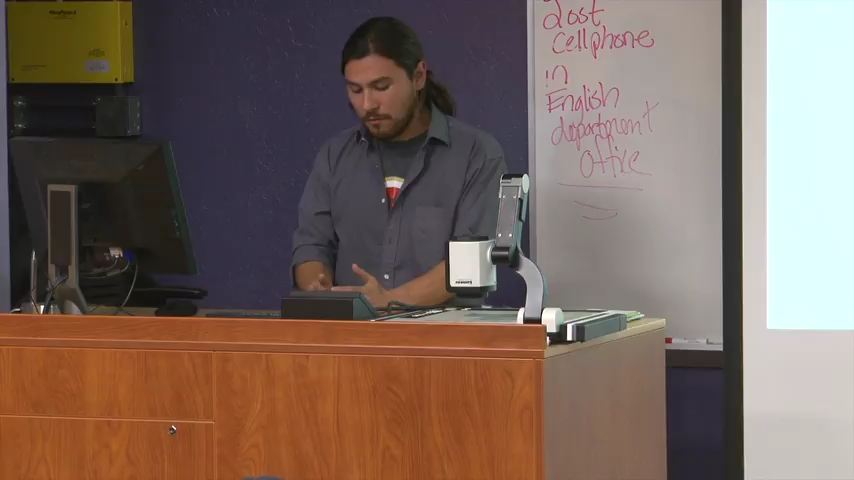 Lost
cellphone
in
English
department
office